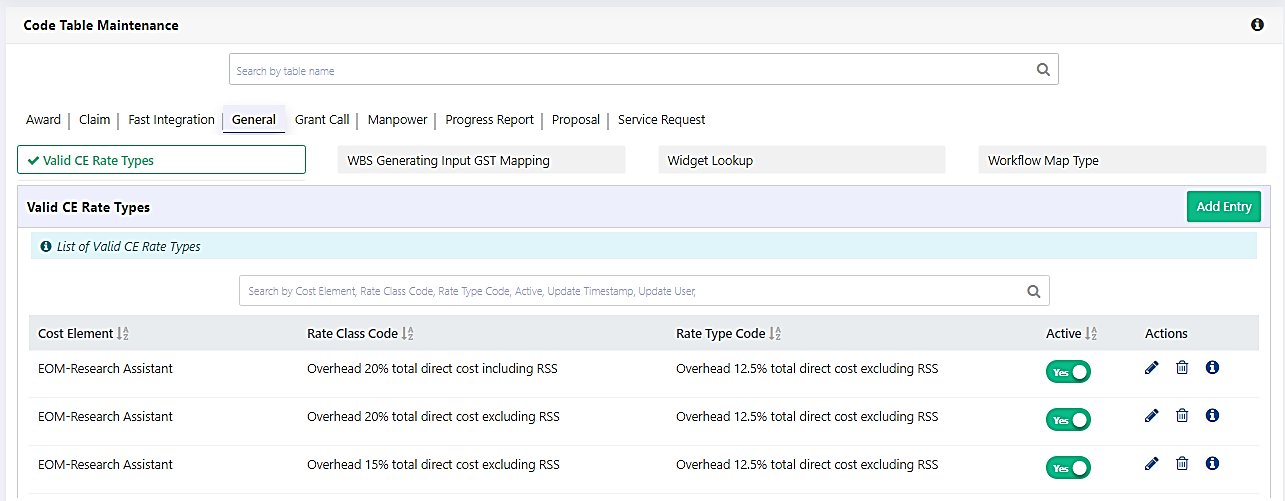 Code Table Maintenance
Search by table name
Award | Claim | Fast Integration | General | Grant Call | Manpower | Progress Report | Proposal | Service Request
Valid CE Rate Types WBS Generating Input GST Mapping Widget Lookup Workflow Map Type
Valid CE Rate Types Add Entry
List of Valid CE Rate Types
Search by Cost Element, Rate Class Code, Rate Type Code, Active, Update Timestamp, Update User,
Cost Element Rate Class Code Rate Type Code Active Actions
EOM-Research Assistant Overhead 20% total direct cost including RSS Overhead 12.5% total direct cost excluding RSS Yes
EOM-Research Assistant Overhead 20% total direct cost excluding RSS Overhead 12.5% total direct cost excluding RSS Yes
EOM-Research Assistant Overhead 15% total direct cost excluding RSS Overhead 12.5% total direct cost excluding RSS Yes